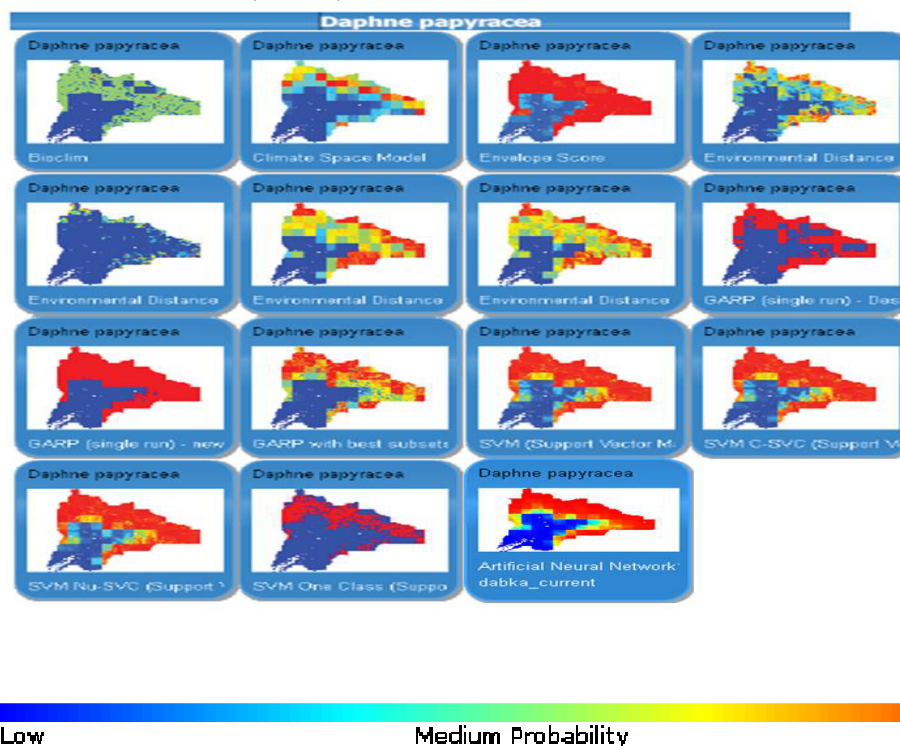 Daphne papyracea
Daphne papyracea Daphne papyracea Daphne papyracea Daphne papyracea
Bioclim Climate Space Model Envelope Score Environmental Distance
Daphne papyracea Daphne papyracea Daphne papyracea Daphne papyracea
Environmental Distance Environmental Distance Environmental Distance GARP (single run) - Des
Daphne papyracea Daphne papyracea Daphne papyracea Daphne papyracea
GARP (single run) - new GARP with best subsets SVM (Support Vector M SVM C-SVC (Support V
Daphne papyracea Daphne papyracea Daphne papyracea
SVM Nu-SVC (Support SVM One Class (Suppo Artificial Neural Network
dabka_current
Low Medium Probability